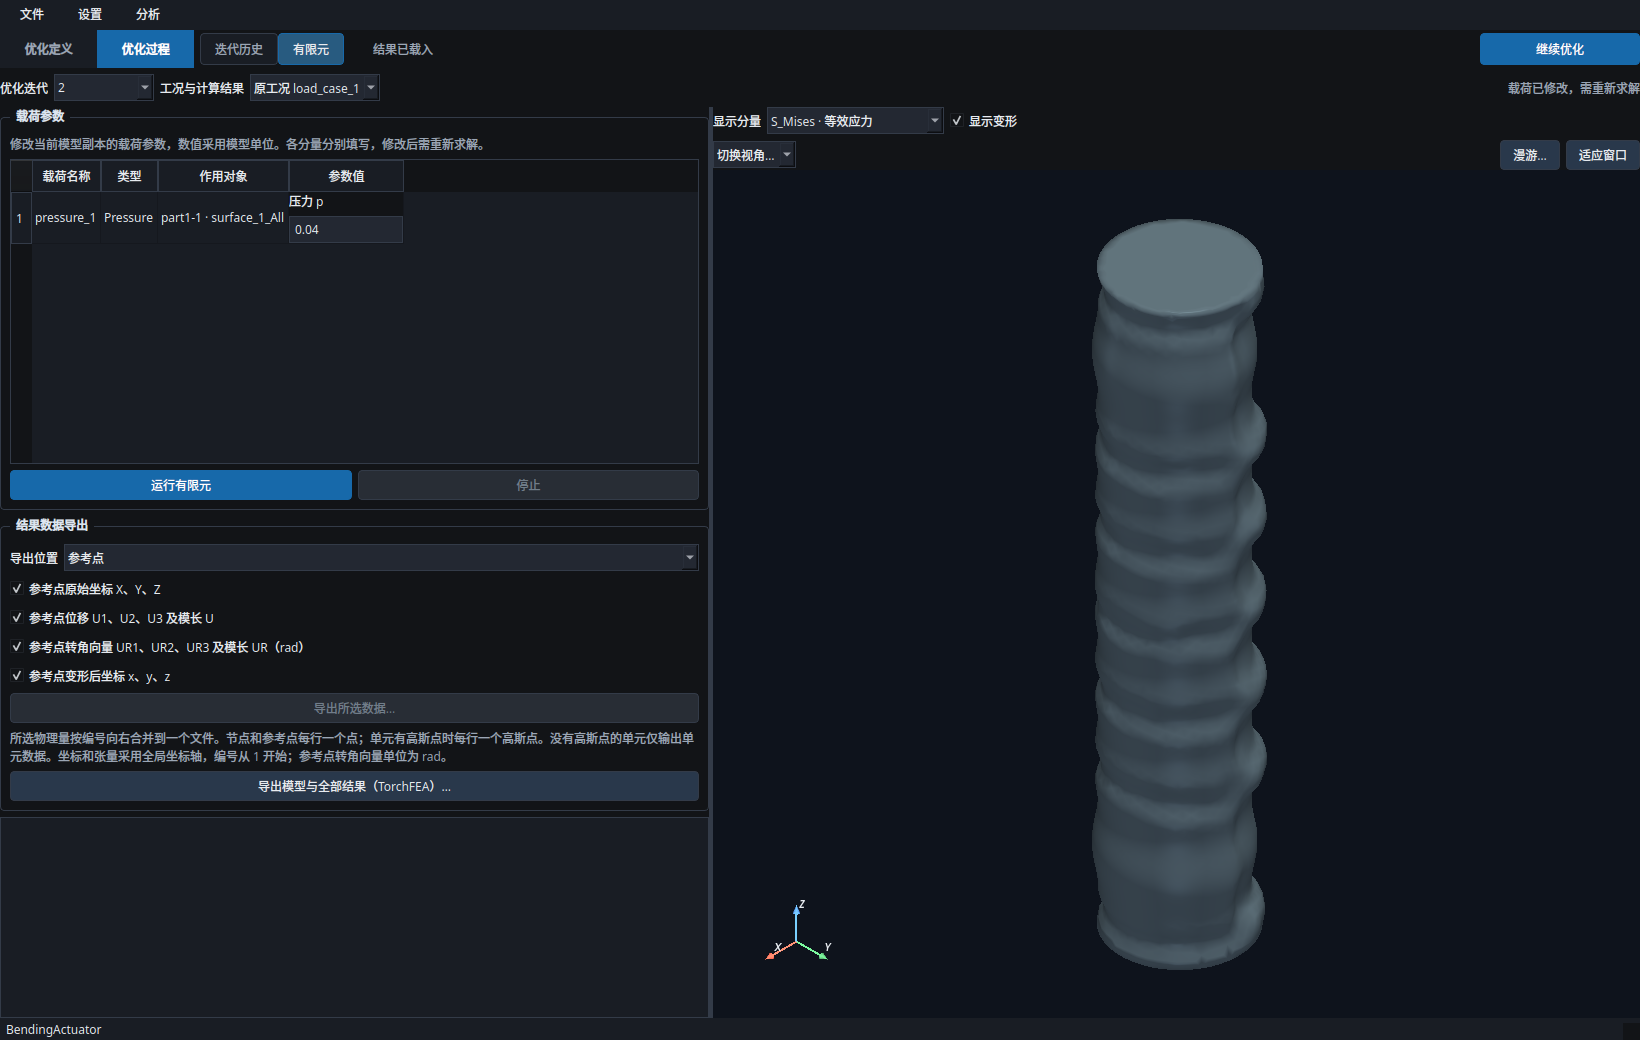 文件 设置 分析
优化定义 优化过程 迭代历史 有限元 结果已载入 继续优化
优化迭代 2 工况与计算结果 原工况 load_case_1 载荷已修改，需重新求解
载荷参数
修改当前模型副本的载荷参数，数值采用模型单位。各分量分别填写，修改后需重新求解。
载荷名称 类型 作用对象 参数值
1 pressure_1 Pressure part1-1 · surface_1_All 压力 p
0.04
运行有限元 停止
结果数据导出
导出位置 参考点
参考点原始坐标 X、Y、Z
参考点位移 U1、U2、U3 及模长 U
参考点转角向量 UR1、UR2、UR3 及模长 UR（rad）
参考点变形后坐标 x、y、z
导出所选数据...
所选物理量按编号向右合并到一个文件。节点和参考点每行一个点；单元有高斯点时每行一个高斯点。没有高斯点的单元仅输出单
元数据。坐标和张量采用全局坐标轴，编号从 1 开始；参考点转角向量单位为 rad。
导出模型与全部结果（TorchFEA）...
显示分量 S_Mises · 等效应力 显示变形
切换视角... 漫游... 适应窗口
Z
X Y
BendingActuator